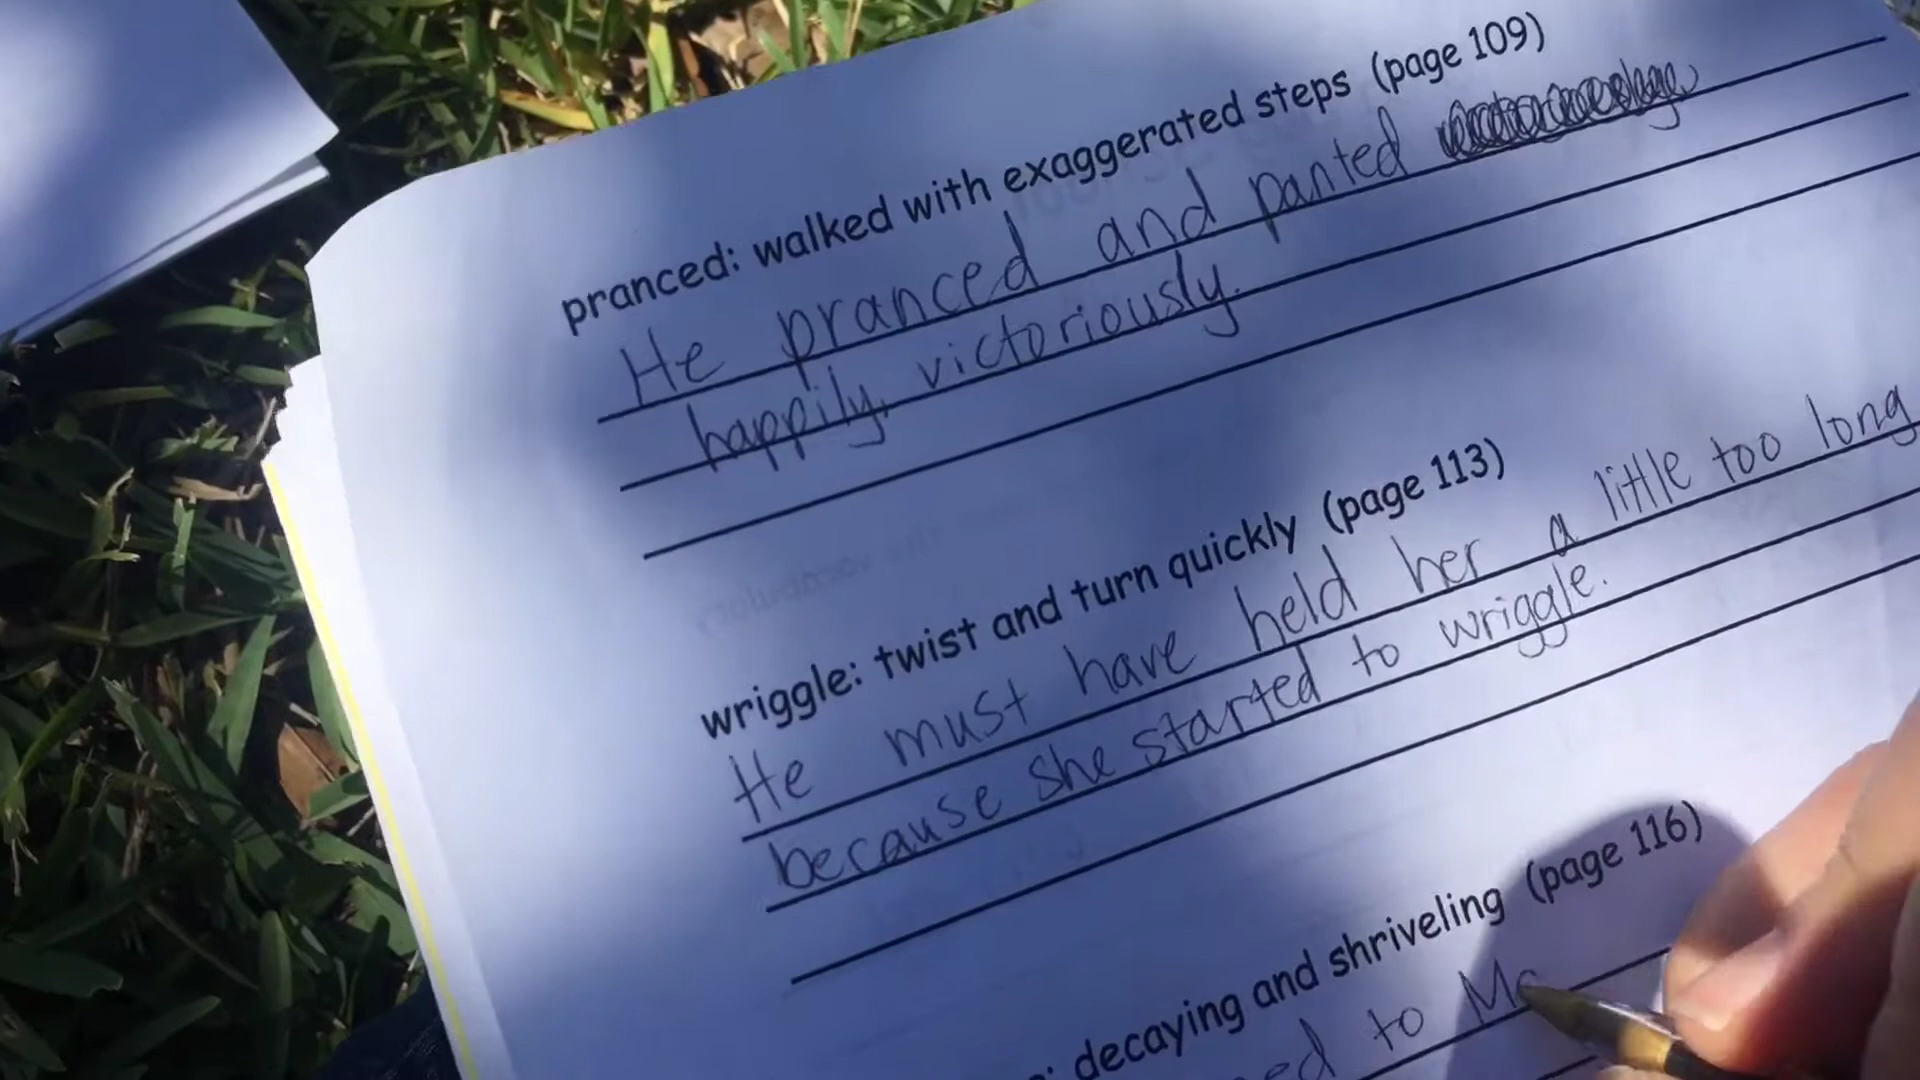 pranced: walked with exaggerated steps (page 109)
He pranced and panted
happily, victoriously.
wriggle: twist and turn quickly (page 113)
He must have held her a little too long
because she started to wriggle.
: decaying and shriveling (page 116)
to